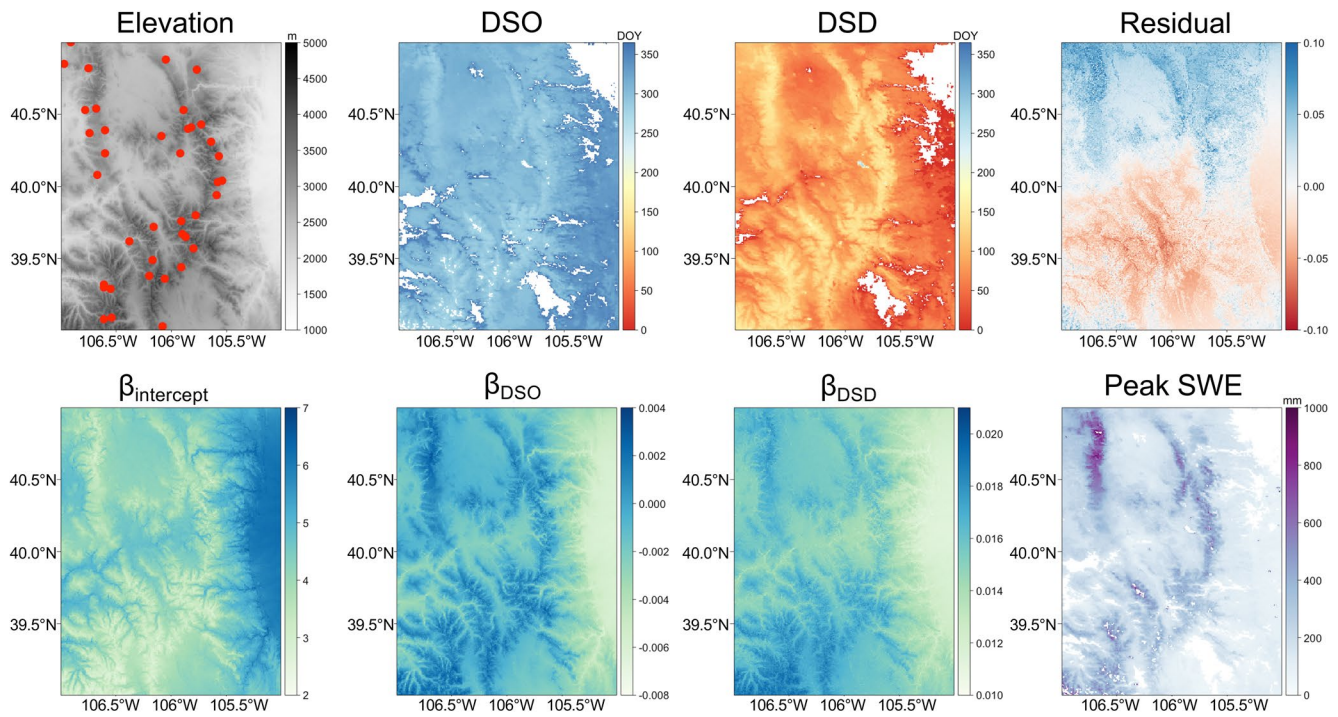 Elevation
DSO
DSD
Residual
m
DOY
DOY
40.5°N
40.0°N
39.5°N
106.5°W 106°W 105.5°W
5000
4500
4000
3500
3000
2500
2000
1500
1000
106.5°W 106°W 105.5°W
350
300
250
200
150
100
50
0
106.5°W 106°W 105.5°W
350
300
250
200
150
100
50
0
40.5°N
40.0°N
39.5°N
106.5°W 106°W 105.5°W
0.10
0.05
0.00
-0.05
-0.10
βintercept
βDSO
βDSD
Peak SWE
mm
40.5°N
40.0°N
39.5°N
106.5°W 106°W 105.5°W
7
6
5
4
3
2
40.5°N
40.0°N
39.5°N
106.5°W 106°W 105.5°W
0.004
0.002
0.000
-0.002
-0.004
-0.006
-0.008
40.5°N
40.0°N
39.5°N
106.5°W 106°W 105.5°W
0.020
0.018
0.016
0.014
0.012
0.010
40.5°N
40.0°N
39.5°N
106.5°W 106°W 105.5°W
1000
800
600
400
200
0